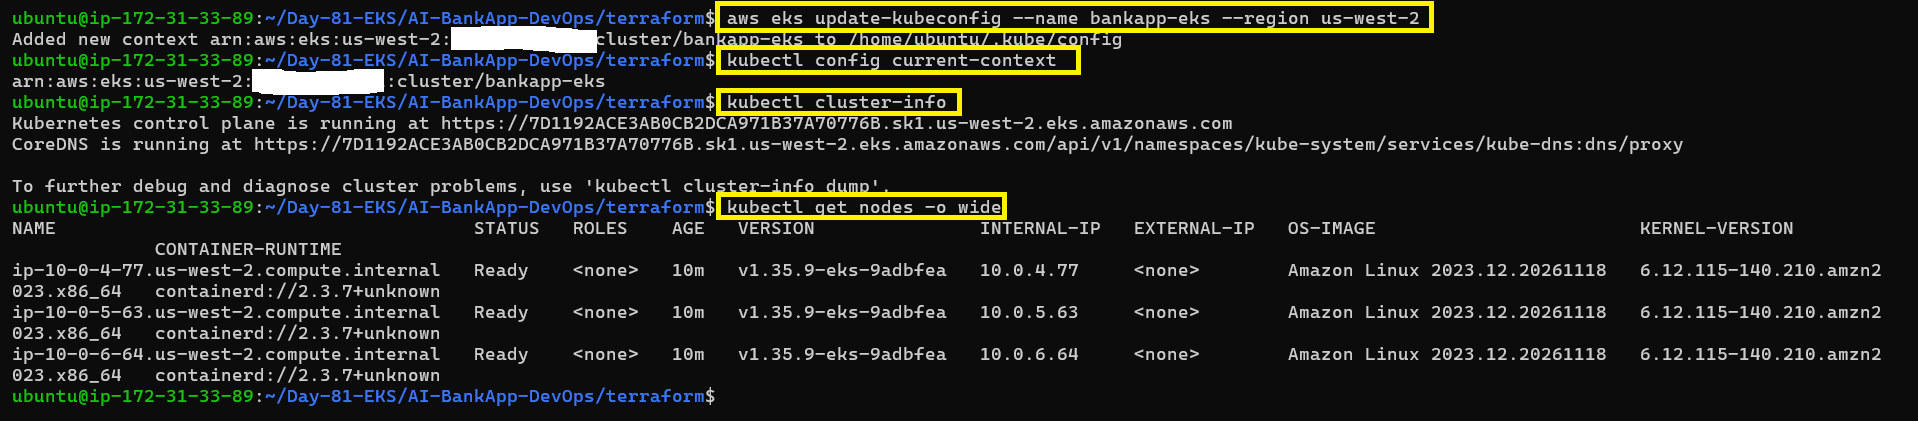 ubuntu@ip-172-31-33-89:~/Day-81-EKS/AI-BankApp-DevOps/terraform$ aws eks update-kubeconfig --name bankapp-eks --region us-west-2
Added new context arn:aws:eks:us-west-2: cluster/bankapp-eks to /home/ubuntu/.kube/config
ubuntu@ip-172-31-33-89:~/Day-81-EKS/AI-BankApp-DevOps/terraform$ kubectl config current-context
arn:aws:eks:us-west-2: :cluster/bankapp-eks
ubuntu@ip-172-31-33-89:~/Day-81-EKS/AI-BankApp-DevOps/terraform$ kubectl cluster-info
Kubernetes control plane is running at https://7D1192ACE3AB0CB2DCA971B37A70776B.sk1.us-west-2.eks.amazonaws.com
CoreDNS is running at https://7D1192ACE3AB0CB2DCA971B37A70776B.sk1.us-west-2.eks.amazonaws.com/api/v1/namespaces/kube-system/services/kube-dns:dns/proxy
To further debug and diagnose cluster problems, use 'kubectl cluster-info dump'.
ubuntu@ip-172-31-33-89:~/Day-81-EKS/AI-BankApp-DevOps/terraform$ kubectl get nodes -o wide
NAME STATUS ROLES AGE VERSION INTERNAL-IP EXTERNAL-IP OS-IMAGE KERNEL-VERSION
CONTAINER-RUNTIME
ip-10-0-4-77.us-west-2.compute.internal Ready <none> 10m v1.35.9-eks-9adbfea 10.0.4.77 <none> Amazon Linux 2023.12.20261118 6.12.115-140.210.amzn2
023.x86_64 containerd://2.3.7+unknown
ip-10-0-5-63.us-west-2.compute.internal Ready <none> 10m v1.35.9-eks-9adbfea 10.0.5.63 <none> Amazon Linux 2023.12.20261118 6.12.115-140.210.amzn2
023.x86_64 containerd://2.3.7+unknown
ip-10-0-6-64.us-west-2.compute.internal Ready <none> 10m v1.35.9-eks-9adbfea 10.0.6.64 <none> Amazon Linux 2023.12.20261118 6.12.115-140.210.amzn2
023.x86_64 containerd://2.3.7+unknown
ubuntu@ip-172-31-33-89:~/Day-81-EKS/AI-BankApp-DevOps/terraform$